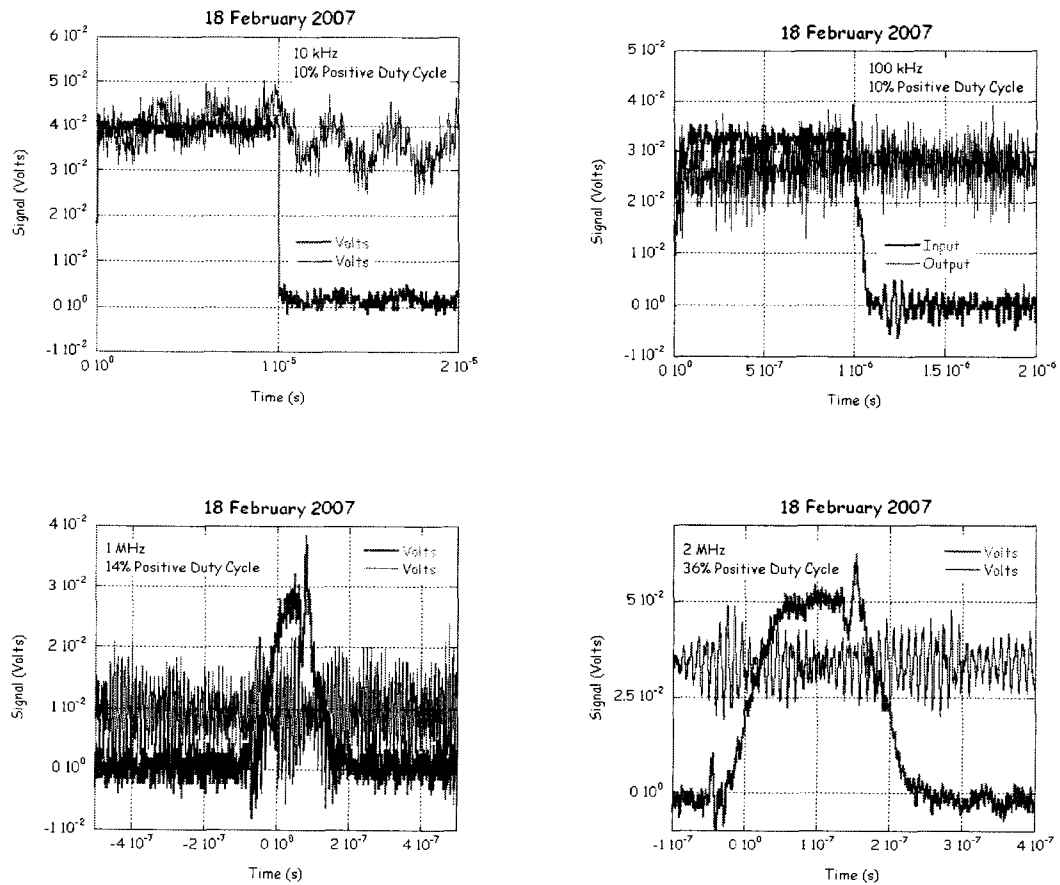 18 February 2007
6 10⁻²
5 10⁻²
4 10⁻²
3 10⁻²
2 10⁻²
1 10⁻²
0 10⁰
-1 10⁻²
Signal (Volts)
10 kHz
10% Positive Duty Cycle
Volts
Volts
0 10⁰
1 10⁻⁵
2 10⁻⁵
Time (s)
18 February 2007
5 10⁻²
4 10⁻²
3 10⁻²
2 10⁻²
1 10⁻²
0 10⁰
-1 10⁻²
Signal (Volts)
100 kHz
10% Positive Duty Cycle
Input
Output
0 10⁰
5 10⁻⁷
1 10⁻⁶
1.5 10⁻⁶
2 10⁻⁶
Time (s)
18 February 2007
4 10⁻²
3 10⁻²
2 10⁻²
1 10⁻²
0 10⁰
-1 10⁻²
Signal (Volts)
1 MHz
14% Positive Duty Cycle
Volts
Volts
-4 10⁻⁷
-2 10⁻⁷
0 10⁰
2 10⁻⁷
4 10⁻⁷
Time (s)
18 February 2007
5 10⁻²
2.5 10⁻²
0 10⁰
Signal (Volts)
2 MHz
36% Positive Duty Cycle
Volts
Volts
-1 10⁻⁷
0 10⁰
1 10⁻⁷
2 10⁻⁷
3 10⁻⁷
4 10⁻⁷
Time (s)